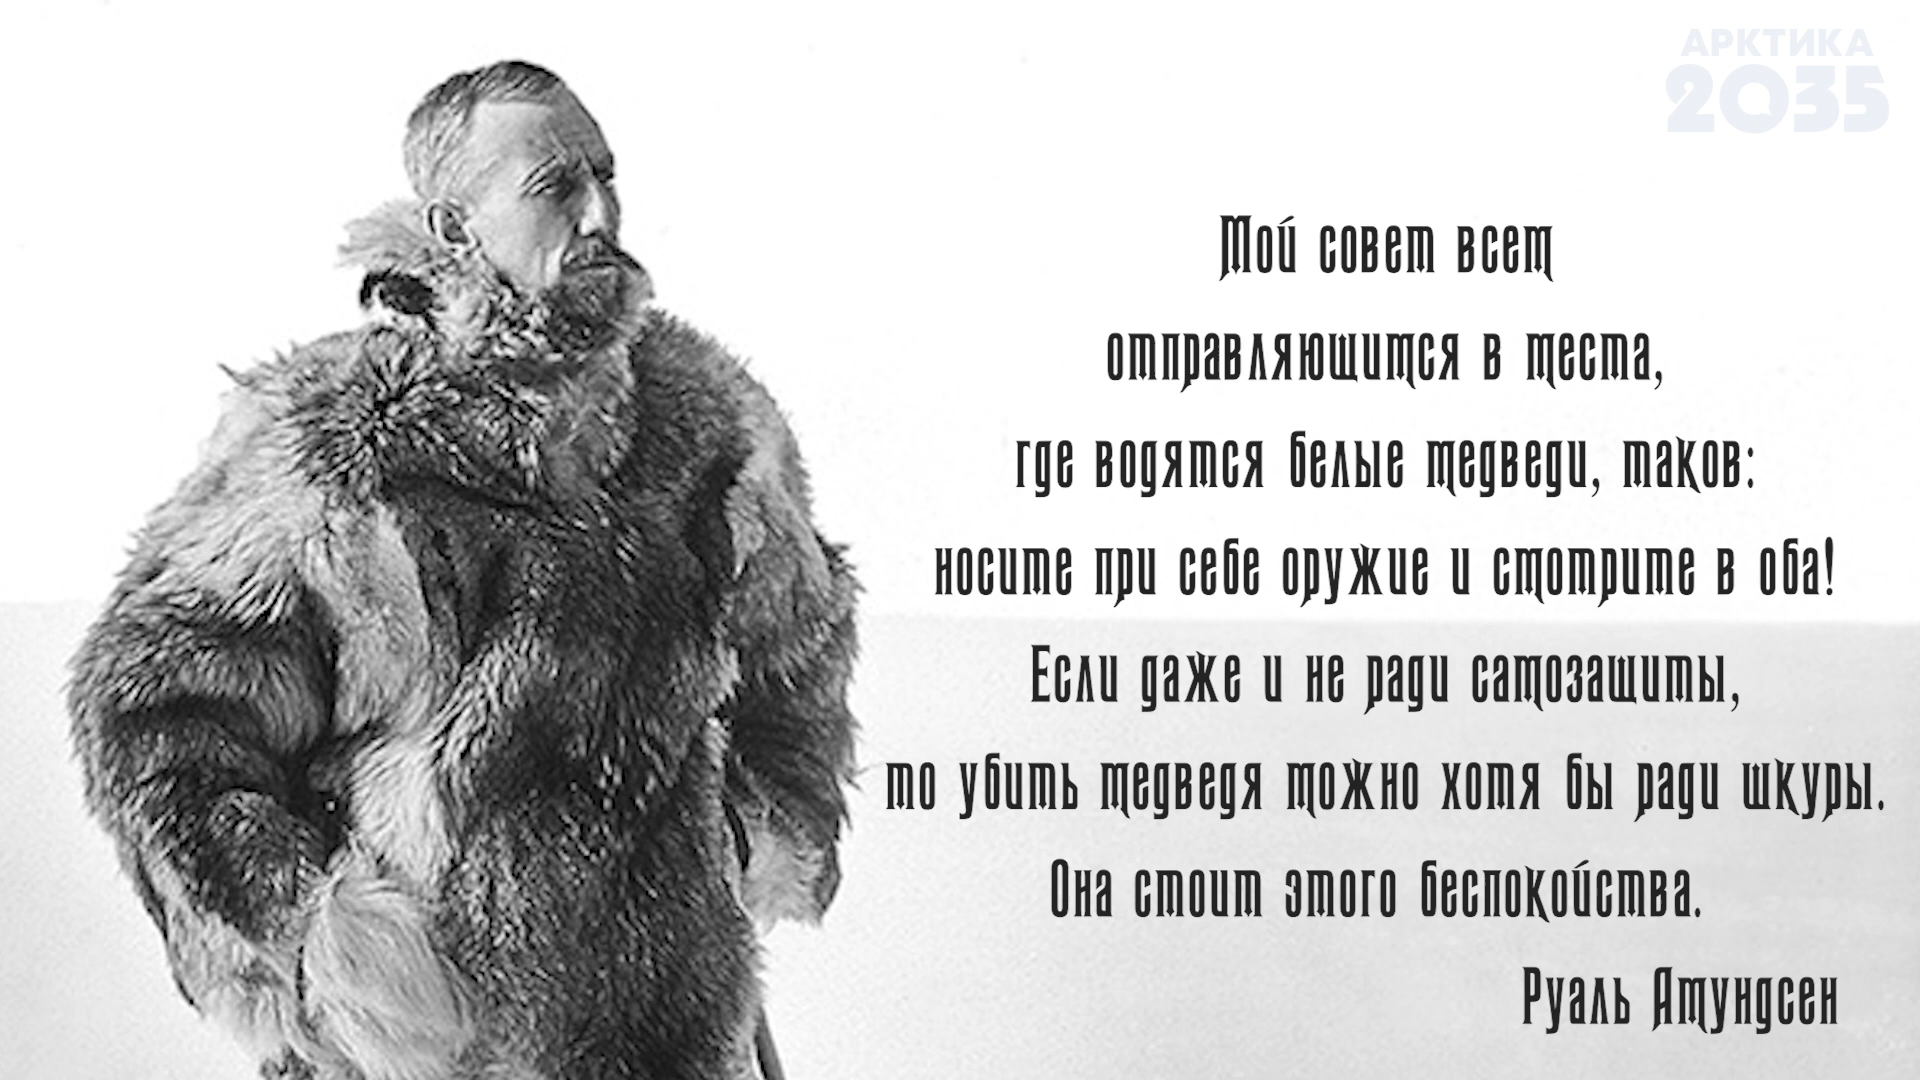 АРКТИКА
2035
Мой совет всем
отправляющимся в места,
где водятся белые медведи, таков:
носите при себе оружие и смотрите в оба!
Если даже и не ради самозащиты,
то убить медведя можно хотя бы ради шкуры.
Она стоит этого беспокойства.
Руаль Амундсен